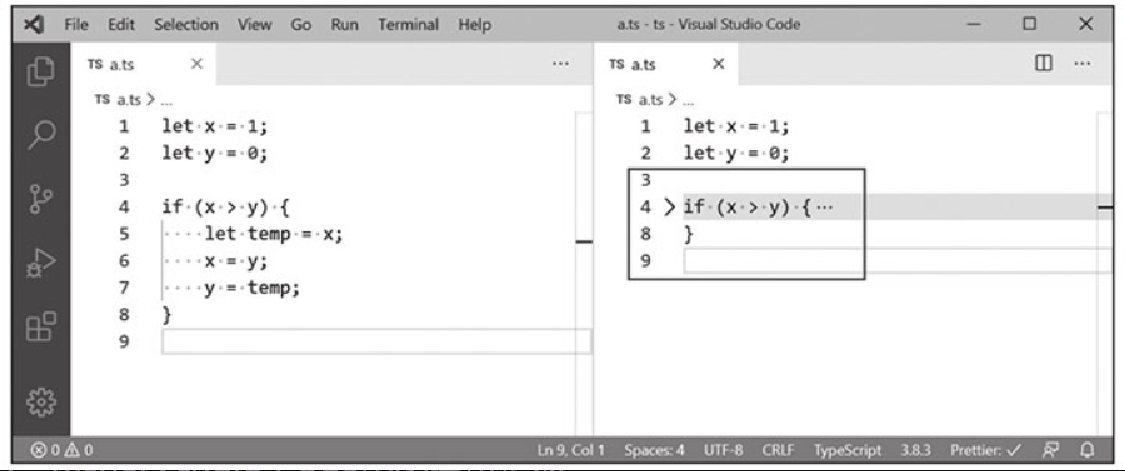 File Edit Selection View Go Run Terminal Help a.ts - ts - Visual Studio Code
TS a.ts
TS a.ts > ...
1 let·x·=·1;
2 let·y·=·0;
3
4 if·(x·>·y)·{
5 ····let·temp·=·x;
6 ····x·=·y;
7 ····y·=·temp;
8 }
9
TS a.ts
TS a.ts > ...
1 let·x·=·1;
2 let·y·=·0;
3
4 > if·(x·>·y)·{···
8 }
9
0 0 Ln 9, Col 1 Spaces: 4 UTF-8 CRLF TypeScript 3.8.3 Prettier: ✓